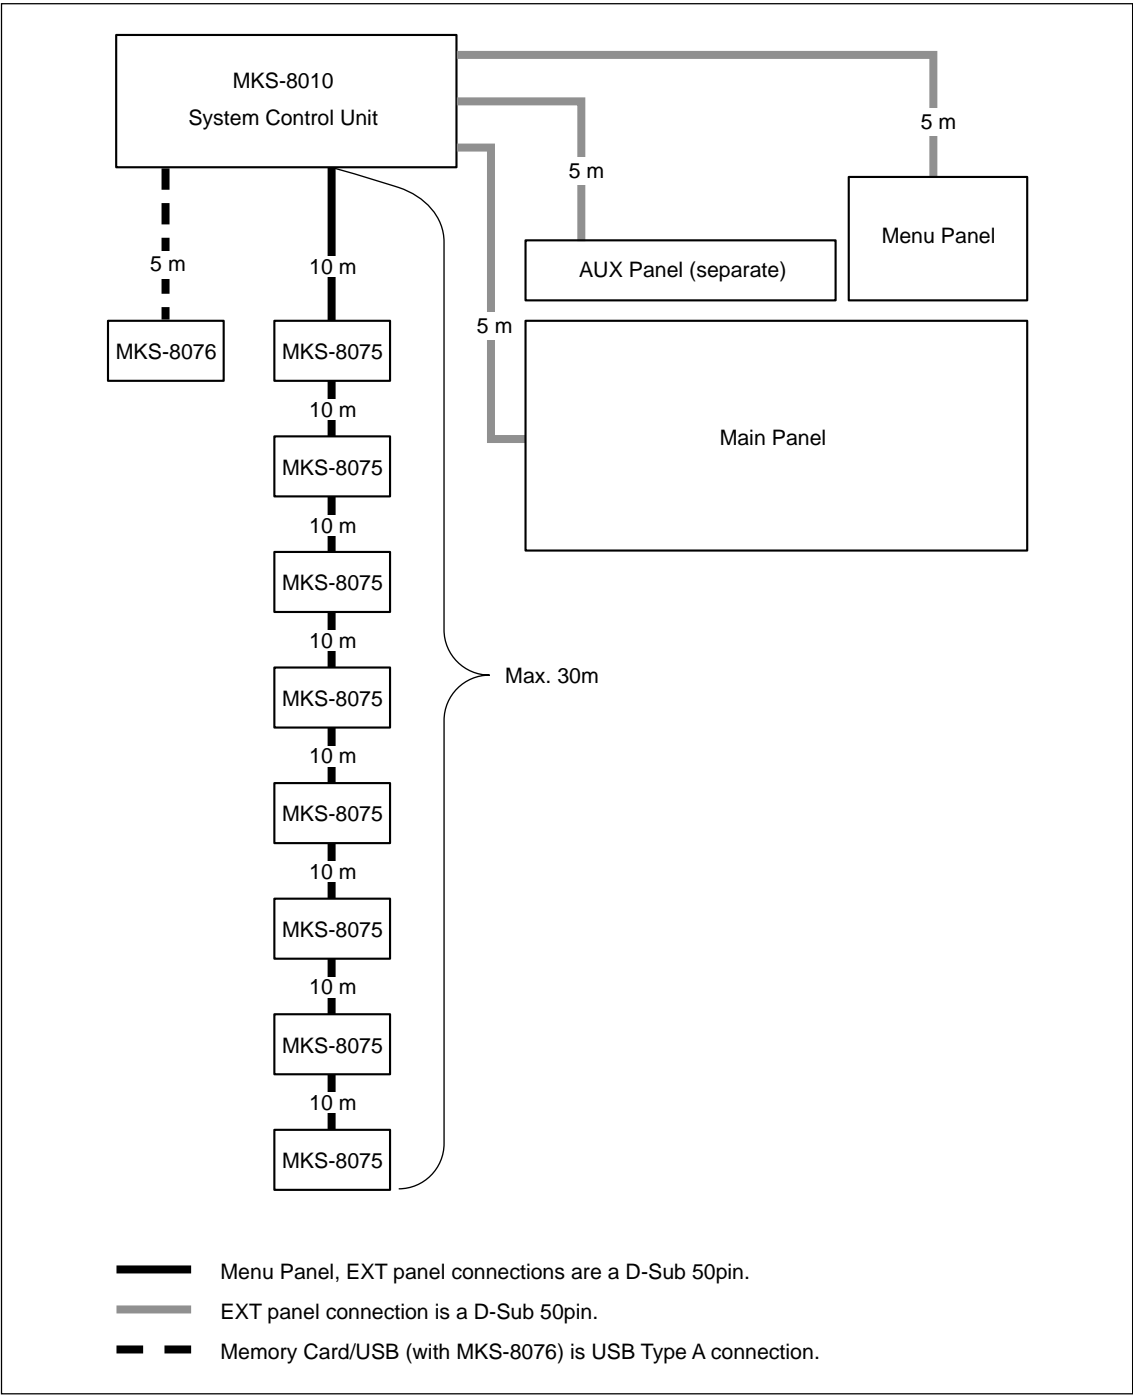 MKS-8010
System Control Unit
5 m
5 m
Menu Panel
AUX Panel (separate)
5 m
10 m
5 m
MKS-8076
MKS-8075
10 m
Main Panel
MKS-8075
10 m
MKS-8075
10 m
Max. 30m
MKS-8075
10 m
MKS-8075
10 m
MKS-8075
10 m
MKS-8075
10 m
MKS-8075
Menu Panel, EXT panel connections are a D-Sub 50pin.
EXT panel connection is a D-Sub 50pin.
Memory Card/USB (with MKS-8076) is USB Type A connection.